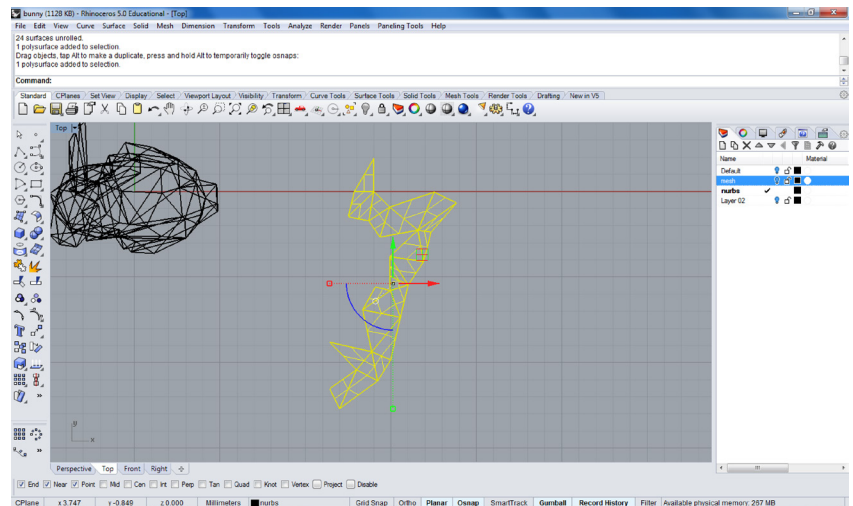 bunny (1128 KB) - Rhinoceros 5.0 Educational - [Top]
File Edit View Curve Surface Solid Mesh Dimension Transform Tools Analyze Render Panels Paneling Tools Help
24 surfaces unrolled.
1 polysurface added to selection.
Drag objects, tap Alt to make a duplicate, press and hold Alt to temporarily toggle osnaps:
1 polysurface added to selection.
Command:
Standard CPlanes Set View Display Select Viewport Layout Visibility Transform Curve Tools Surface Tools Solid Tools Mesh Tools Render Tools Drafting New in V5
Top
Name Material
Default
mesh
nurbs
Layer 02
y
x
Perspective Top Front Right
End Near Point Mid Cen Int Perp Tan Quad Knot Vertex Project Disable
CPlane x 3.747 y -0.849 z 0.000 Millimeters nurbs Grid Snap Ortho Planar Osnap SmartTrack Gumball Record History Filter Available physical memory: 267 MB